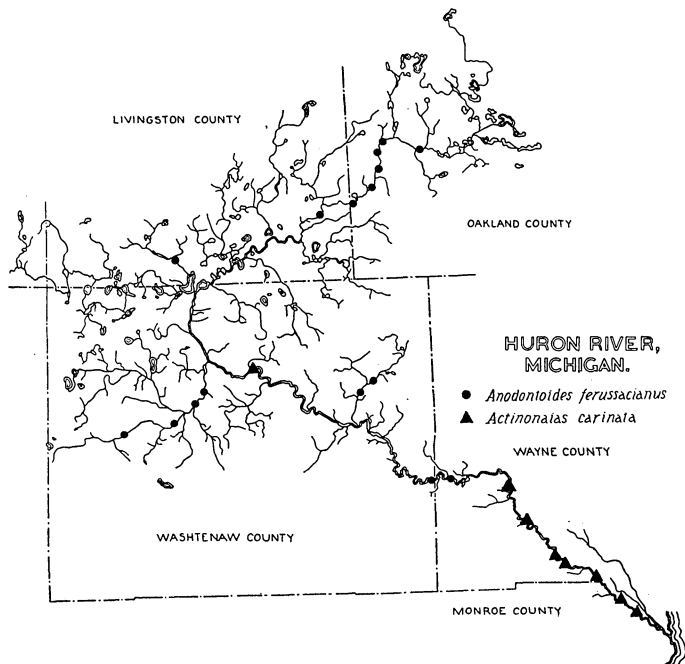 LIVINGSTON COUNTY
OAKLAND COUNTY
HURON RIVER,
MICHIGAN.
Anodontoides ferussacianus
Actinonaias carinata
WAYNE COUNTY
WASHTENAW COUNTY
MONROE COUNTY